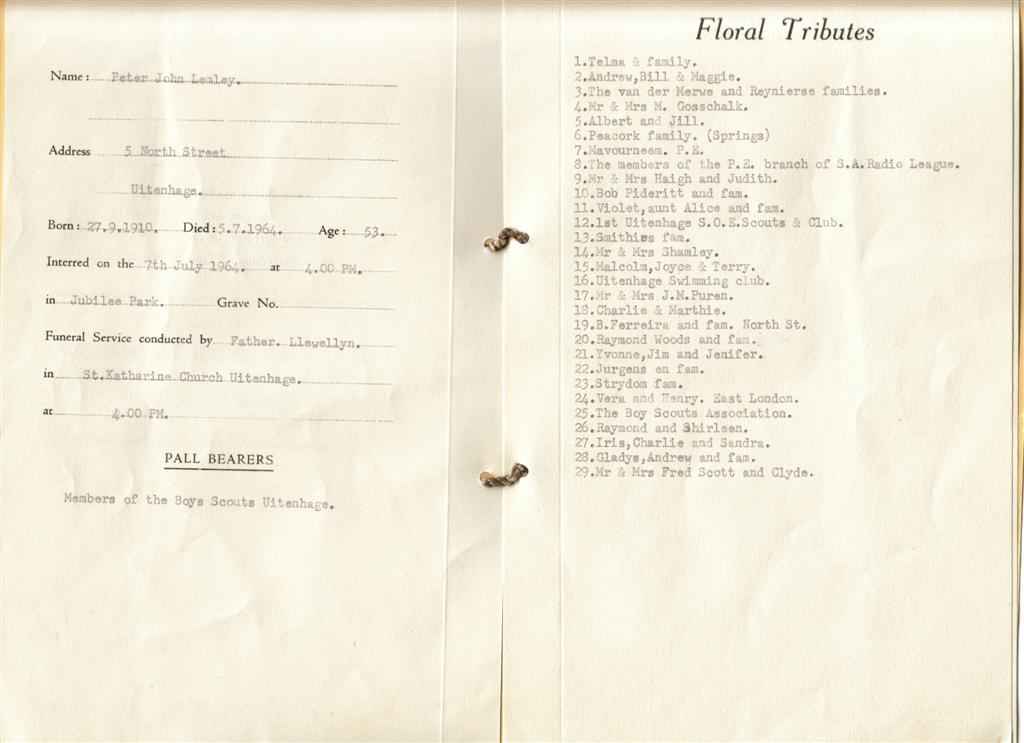 Name: Peter John Lemley.
Address 5 North Street
Uitenhage.
Born: 27.9.1910. Died: 5.7.1964. Age: 53.
Interred on the 7th July 1964. at 4.00 PM.
in Jubilee Park. Grave No.
Funeral Service conducted by Father. Llewellyn.
in St.Katharine Church Uitenhage.
at 4.00 PM.
PALL BEARERS
Members of the Boys Scouts Uitenhage.
Floral Tributes
1.Telma & family.
2.Andrew,Bill & Maggie.
3.The van der Merwe and Reynierse families.
4.Mr & Mrs M. Gosschalk.
5.Albert and Jill.
6.Peacork family. (Springs)
7.Mavourneem. P.E.
8.The members of the P.E. branch of S.A.Radio League.
9.Mr & Mrs Haigh and Judith.
10.Bob Pideritt and fam.
11.Violet,aunt Alice and fam.
12.1st Uitenhage S.O.E.Scouts & Club.
13.Smithies fam.
14.Mr & Mrs Shamley.
15.Malcolm,Joyce & Terry.
16.Uitenhage Swimming club.
17.Mr & Mrs J.M.Puren.
18.Charlie & Marthie.
19.B.Ferreira and fam. North St.
20.Raymond Woods and fam.
21.Yvonne,Jim and Jenifer.
22.Jurgens en fam.
23.Strydom fam.
24.Vera and Henry. East London.
25.The Boy Scouts Association.
26.Raymond and Shirleen.
27.Iris,Charlie and Sandra.
28.Gladys,Andrew and fam.
29.Mr & Mrs Fred Scott and Clyde.